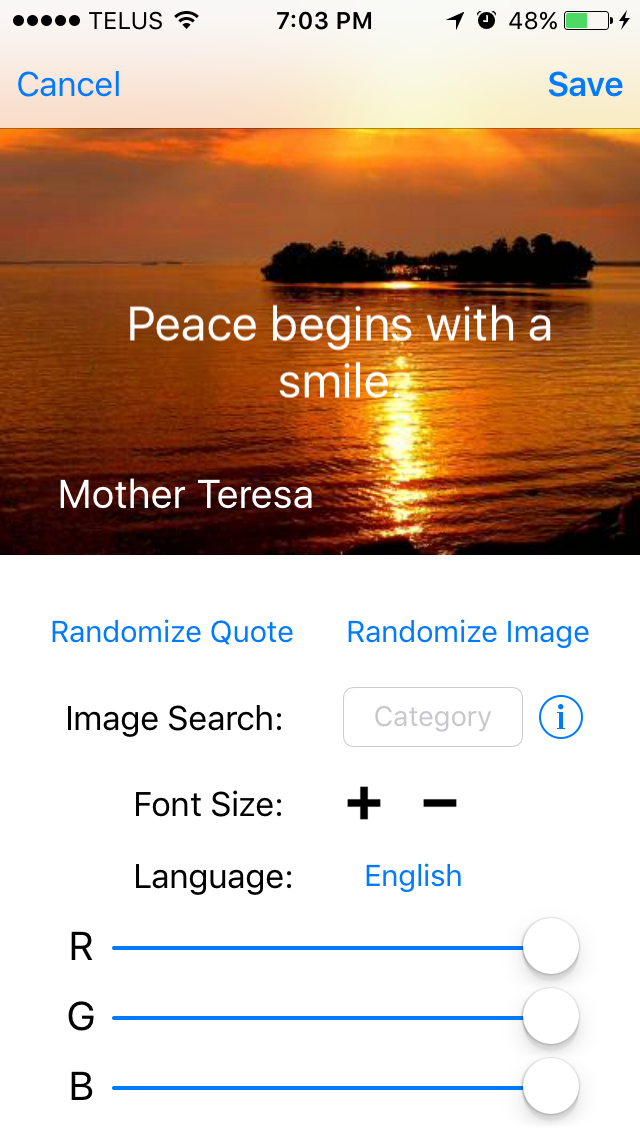 TELUS 7:03 PM 48%
Cancel Save
Peace begins with a
smile.
Mother Teresa
Randomize Quote Randomize Image
Image Search: Category i
Font Size: + −
Language: English
R
G
B